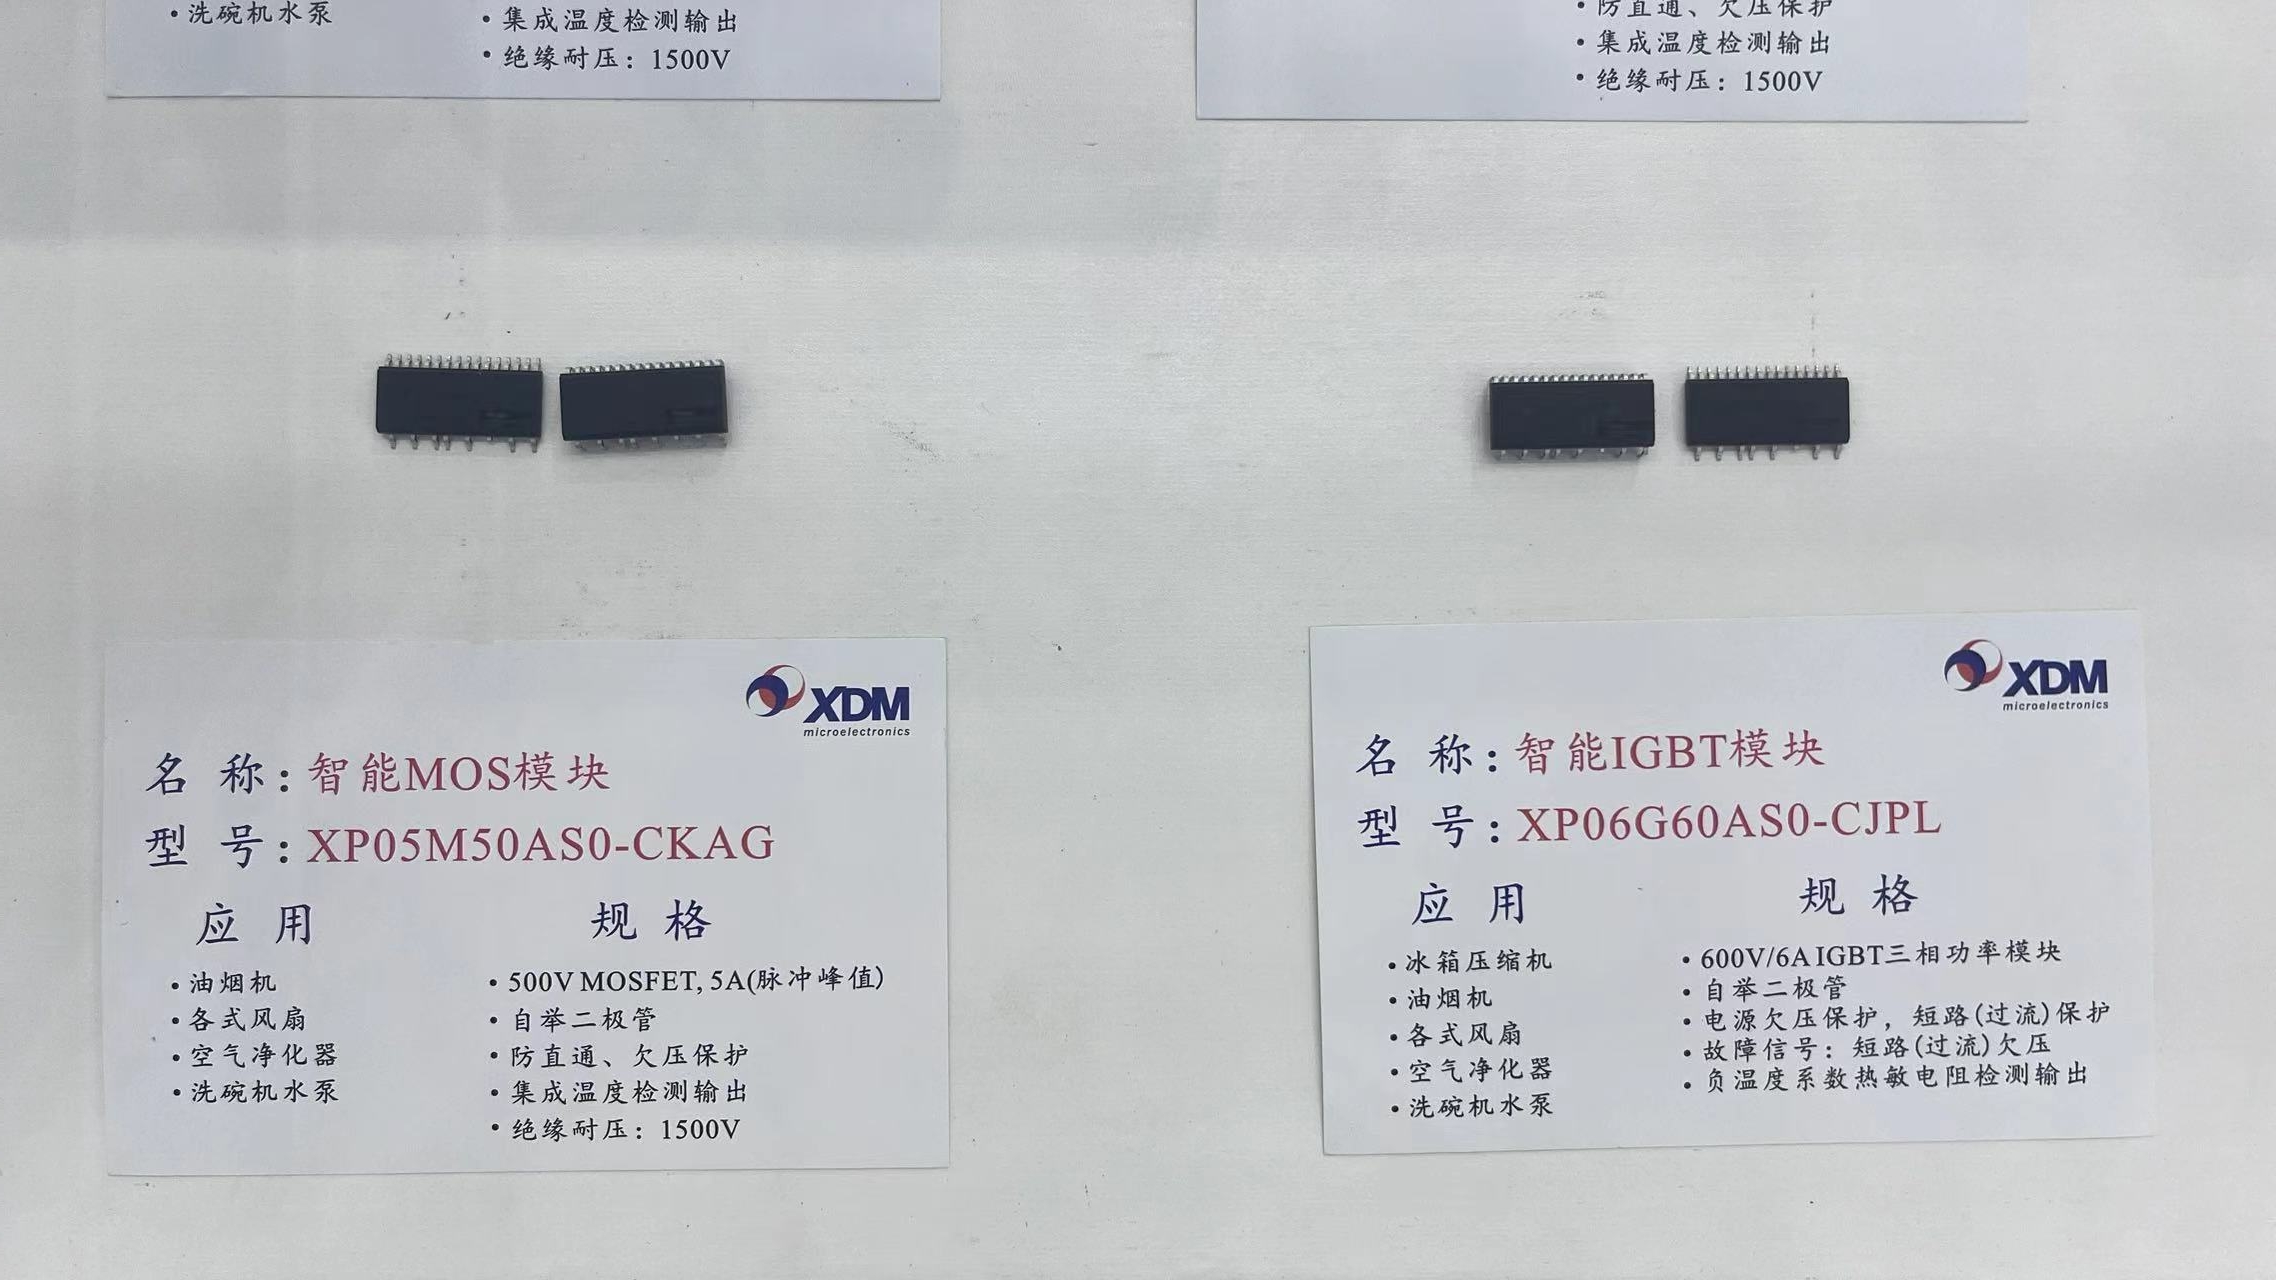 • 洗碗机水泵
• 集成温度检测输出
• 绝缘耐压：1500V
• 防直通、欠压保护
• 集成温度检测输出
• 绝缘耐压：1500V
XDM
microelectronics
名 称：智能MOS模块
型 号：XP05M50AS0-CKAG
应 用
• 油烟机
• 各式风扇
• 空气净化器
• 洗碗机水泵
规 格
• 500V MOSFET, 5A(脉冲峰值)
• 自举二极管
• 防直通、欠压保护
• 集成温度检测输出
• 绝缘耐压：1500V
XDM
microelectronics
名 称：智能IGBT模块
型 号：XP06G60AS0-CJPL
应 用
• 冰箱压缩机
• 油烟机
• 各式风扇
• 空气净化器
• 洗碗机水泵
规 格
• 600V/6A IGBT三相功率模块
• 自举二极管
• 电源欠压保护，短路(过流)保护
• 故障信号：短路(过流)欠压
• 负温度系数热敏电阻检测输出